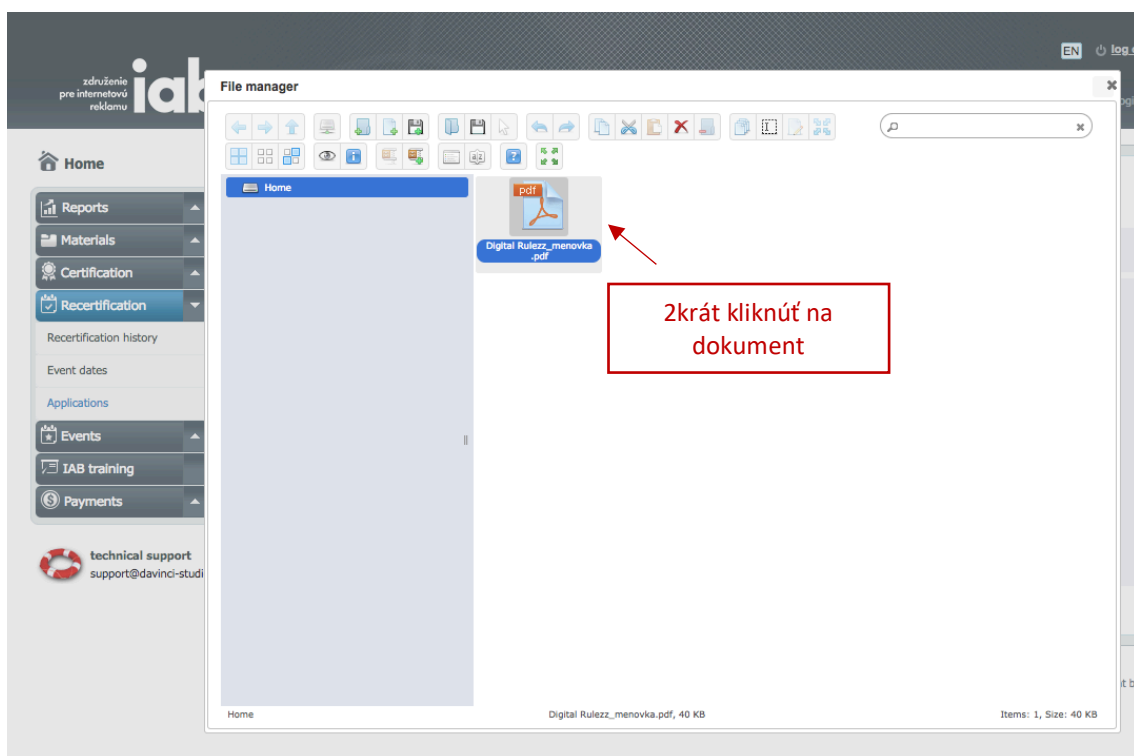 EN
log
združenie
pre internetovú
reklamu
iab
File manager
Home
Reports
Materials
Certification
Recertification
Recertification history
Event dates
Applications
Events
IAB training
Payments
technical support
support@davinci-studi
Home
pdf
Digital Rulezz_menovka
.pdf
2krát kliknúť na
dokument
Home
Digital Rulezz_menovka.pdf, 40 KB
Items: 1, Size: 40 KB